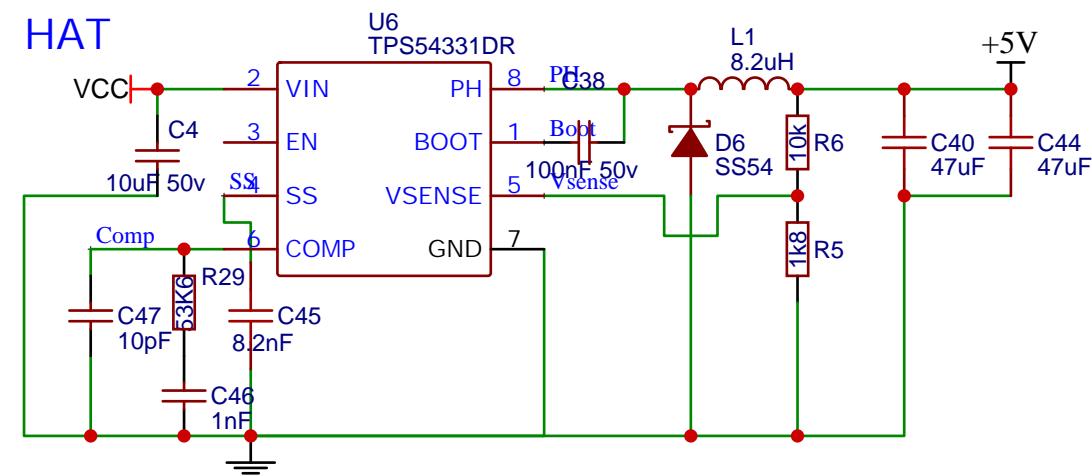 HAT
U6
TPS54331DR
L1
8.2uH
+5V
VCC
2
VIN
PH
8
PH
C38
C4
3
EN
BOOT
1
Boot
100nF 50v
D6
SS54
10k
R6
C40
47uF
C44
47uF
10uF 50v
SS
4
SS
VSENSE
5
Vsense
Comp
6
COMP
GND
7
1k8
R5
R29
53K6
C47
10pF
C45
8.2nF
C46
1nF